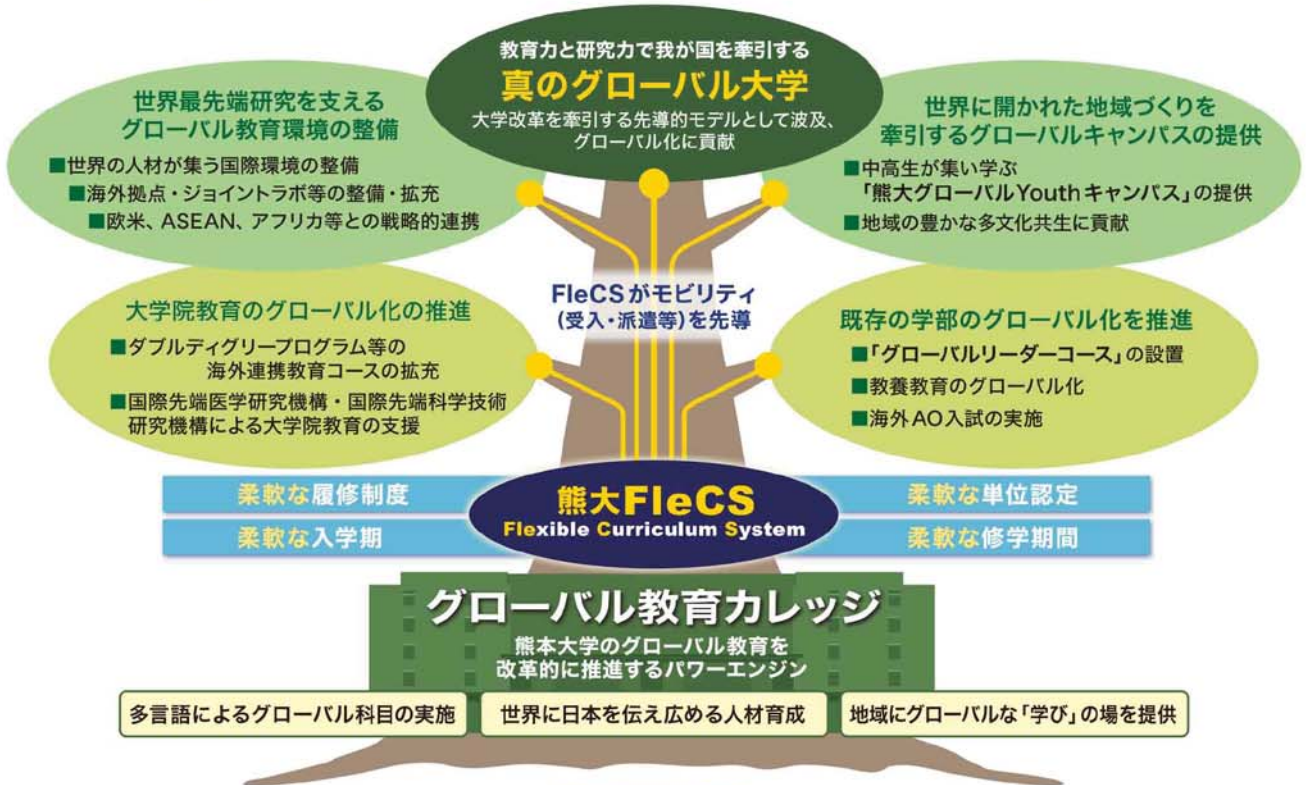 教育力と研究力で我が国を牽引する
真のグローバル大学
大学改革を牽引する先導的モデルとして波及、
グローバル化に貢献
世界最先端研究を支える
グローバル教育環境の整備
■世界の人材が集う国際環境の整備
■海外拠点・ジョイントラボ等の整備・拡充
■欧米、ASEAN、アフリカ等との戦略的連携
世界に開かれた地域づくりを
牽引するグローバルキャンパスの提供
■中高生が集い学ぶ
「熊大グローバルYouthキャンパス」の提供
■地域の豊かな多文化共生に貢献
FleCSがモビリティ
(受入・派遣等)を先導
大学院教育のグローバル化の推進
■ダブルディグリープログラム等の
海外連携教育コースの拡充
■国際先端医学研究機構・国際先端科学技術
研究機構による大学院教育の支援
既存の学部のグローバル化を推進
■「グローバルリーダーコース」の設置
■教養教育のグローバル化
■海外AO入試の実施
柔軟な履修制度
柔軟な入学期
熊大FleCS
Flexible Curriculum System
柔軟な単位認定
柔軟な修学期間
グローバル教育カレッジ
熊本大学のグローバル教育を
改革的に推進するパワーエンジン
多言語によるグローバル科目の実施
世界に日本を伝え広める人材育成
地域にグローバルな「学び」の場を提供